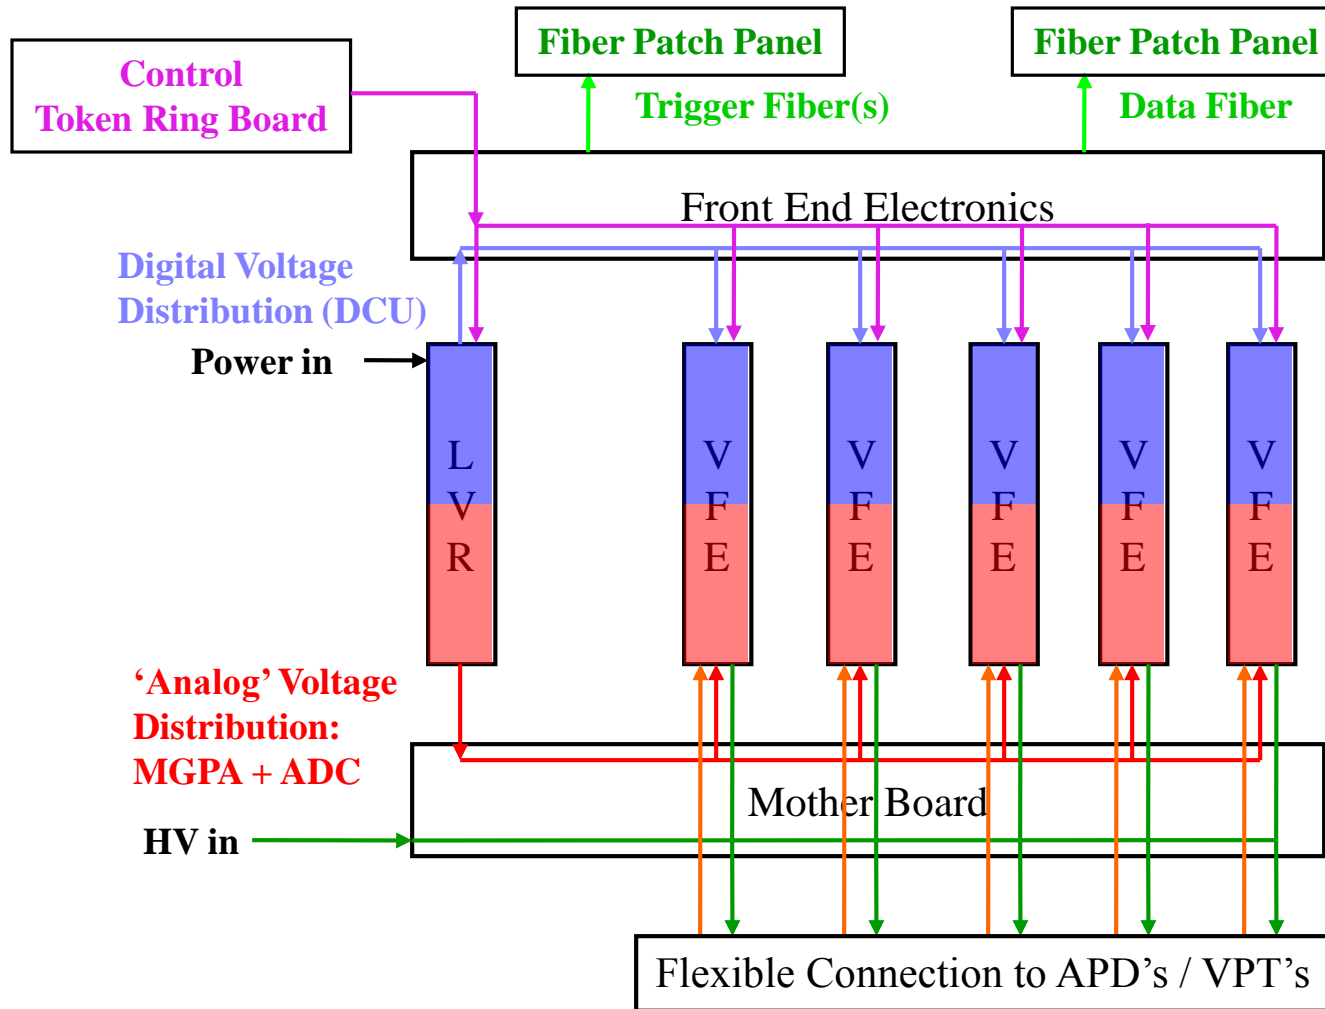 Fiber Patch Panel
Fiber Patch Panel
Control
Token Ring Board
Trigger Fiber(s)
Data Fiber
Front End Electronics
Digital Voltage
Distribution (DCU)
Power in
L
V
R
V
F
E
V
F
E
V
F
E
V
F
E
V
F
E
‘Analog’ Voltage
Distribution:
MGPA + ADC
Mother Board
HV in
Flexible Connection to APD’s / VPT’s